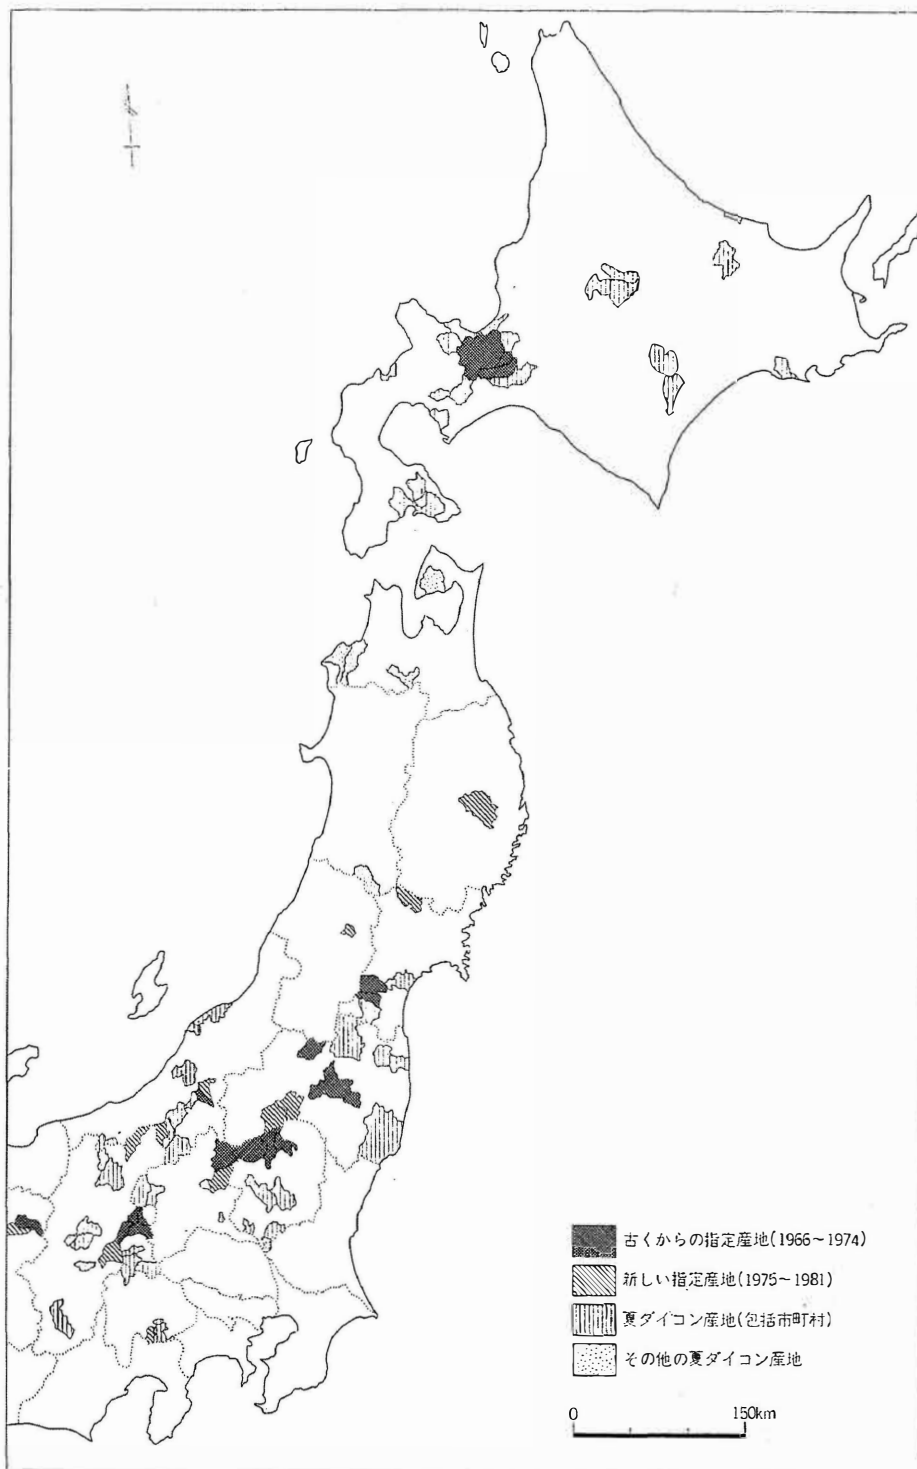 古くからの指定産地(1966~1974)
新しい指定産地(1975~1981)
夏ダイコン産地(包括市町村)
その他の夏ダイコン産地
0 150km